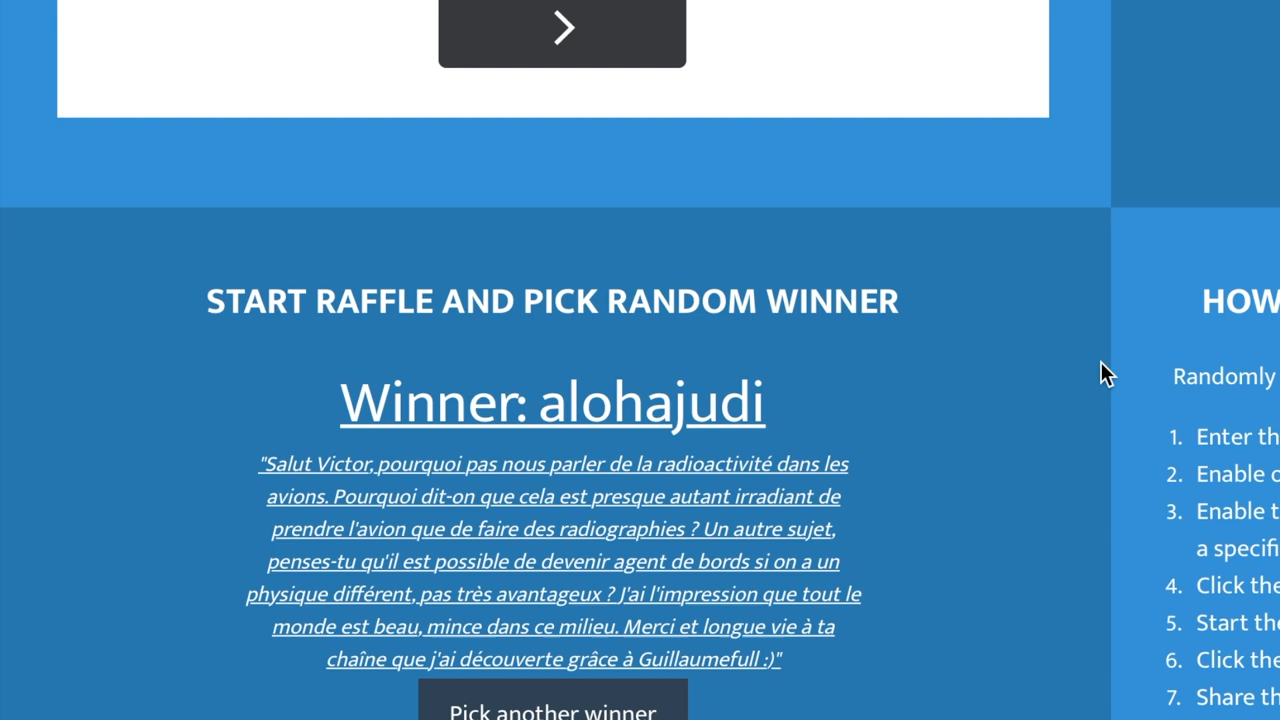 START RAFFLE AND PICK RANDOM WINNER
Winner: alohajudi
"Salut Victor, pourquoi pas nous parler de la radioactivité dans les
avions. Pourquoi dit-on que cela est presque autant irradiant de
prendre l'avion que de faire des radiographies ? Un autre sujet,
penses-tu qu'il est possible de devenir agent de bords si on a un
physique différent, pas très avantageux ? J'ai l'impression que tout le
monde est beau, mince dans ce milieu. Merci et longue vie à ta
chaîne que j'ai découverte grâce à Guillaumefull :)"
Pick another winner
HOW
Randomly
1. Enter th
2. Enable o
3. Enable t
a specifi
4. Click the
5. Start the
6. Click the
7. Share th